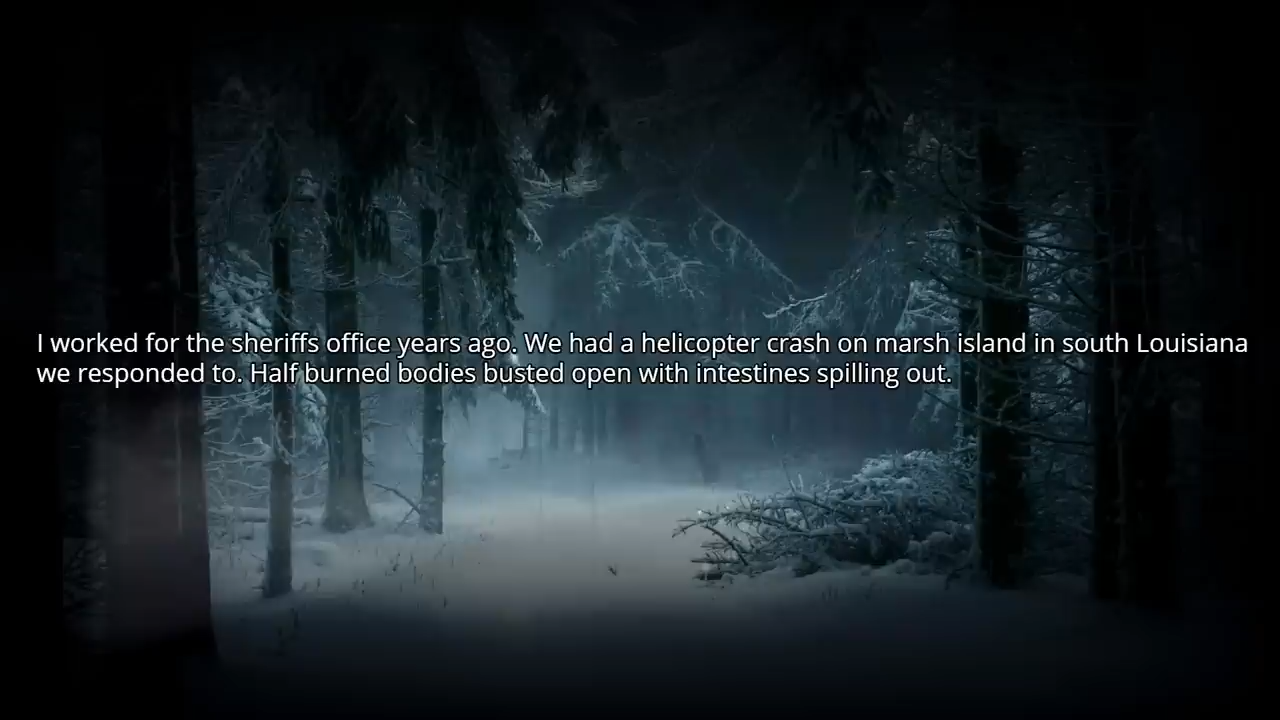 I worked for the sheriffs office years ago. We had a helicopter crash on marsh island in south Louisiana
we responded to. Half burned bodies busted open with intestines spilling out.